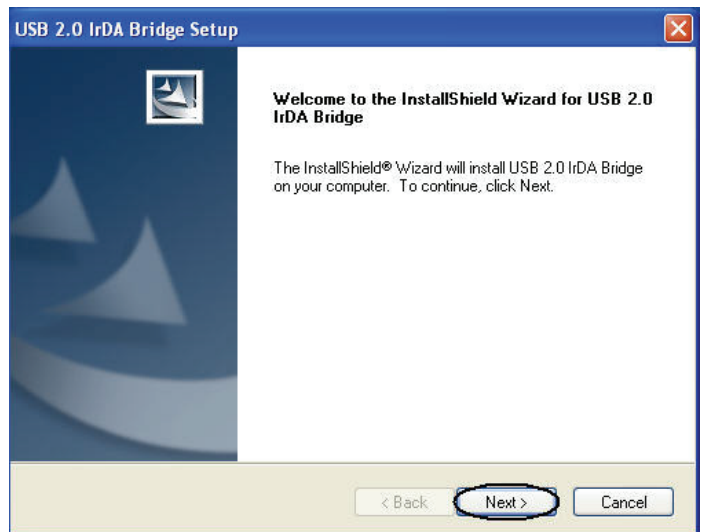 USB 2.0 IrDA Bridge Setup
Welcome to the InstallShield Wizard for USB 2.0
IrDA Bridge
The InstallShield® Wizard will install USB 2.0 IrDA Bridge
on your computer. To continue, click Next.
< Back Next > Cancel